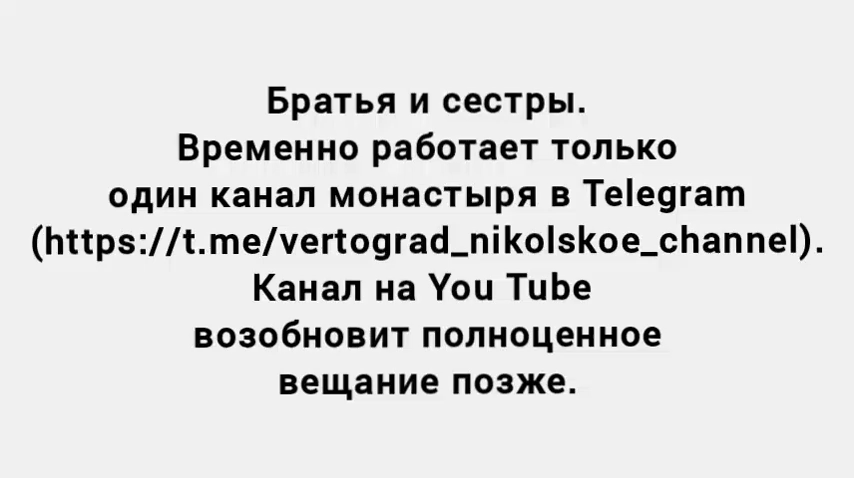 Братья и сестры.
Временно работает только
один канал монастыря в Telegram
(https://t.me/vertograd_nikolskoe_channel).
Канал на You Tube
возобновит полноценное
вещание позже.